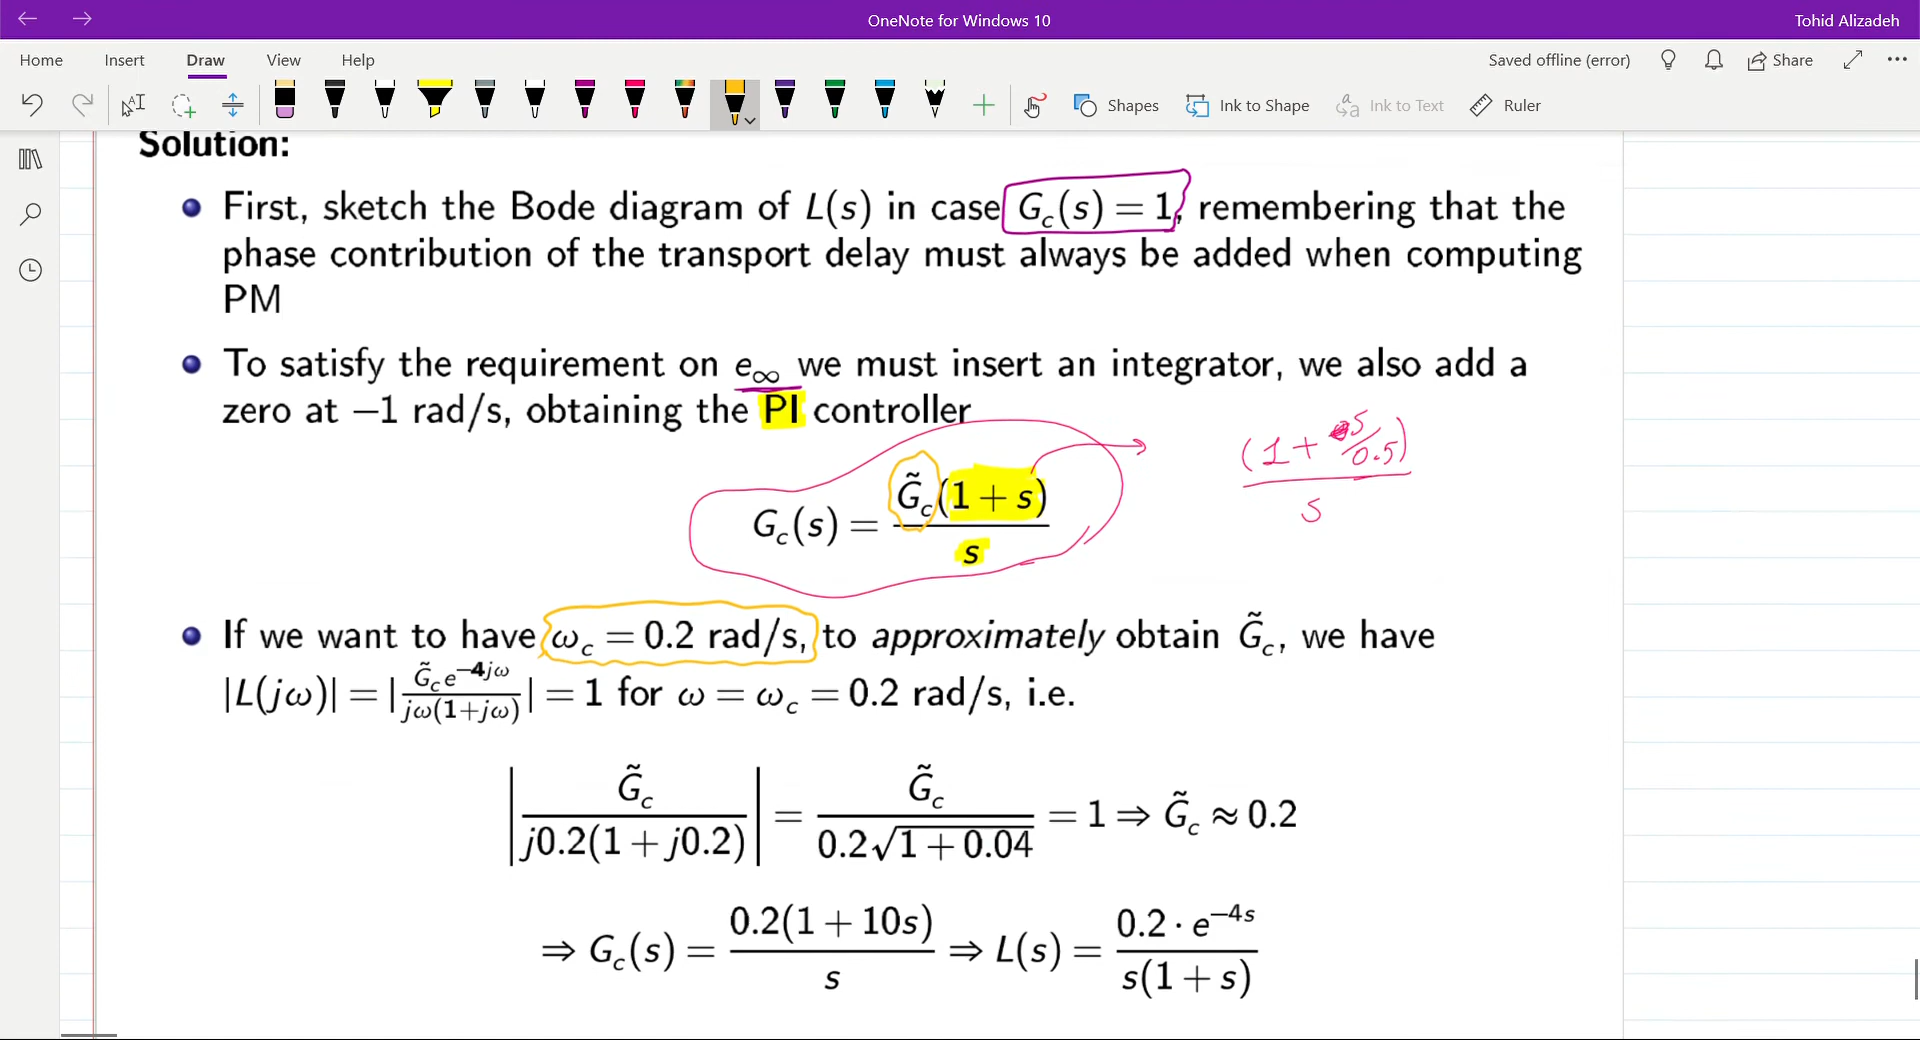 OneNote for Windows 10
Tohid Alizadeh
Home Insert Draw View Help
Saved offline (error) Share
Shapes Ink to Shape Ink to Text Ruler
Solution:
First, sketch the Bode diagram of L(s) in case G_c(s) = 1, remembering that the
phase contribution of the transport delay must always be added when computing
PM
To satisfy the requirement on e_∞ we must insert an integrator, we also add a
zero at −1 rad/s, obtaining the PI controller
G_c(s) = G̃_c(1 + s) / s
(1 + s/0.5) / s
If we want to have ω_c = 0.2 rad/s, to approximately obtain G̃_c, we have
|L(jω)| = |G̃_c e^{−4jω} / jω(1+jω)| = 1 for ω = ω_c = 0.2 rad/s, i.e.
|G̃_c / j0.2(1 + j0.2)| = G̃_c / 0.2√(1 + 0.04) = 1 ⇒ G̃_c ≈ 0.2
⇒ G_c(s) = 0.2(1 + 10s) / s ⇒ L(s) = 0.2 · e^{−4s} / s(1 + s)